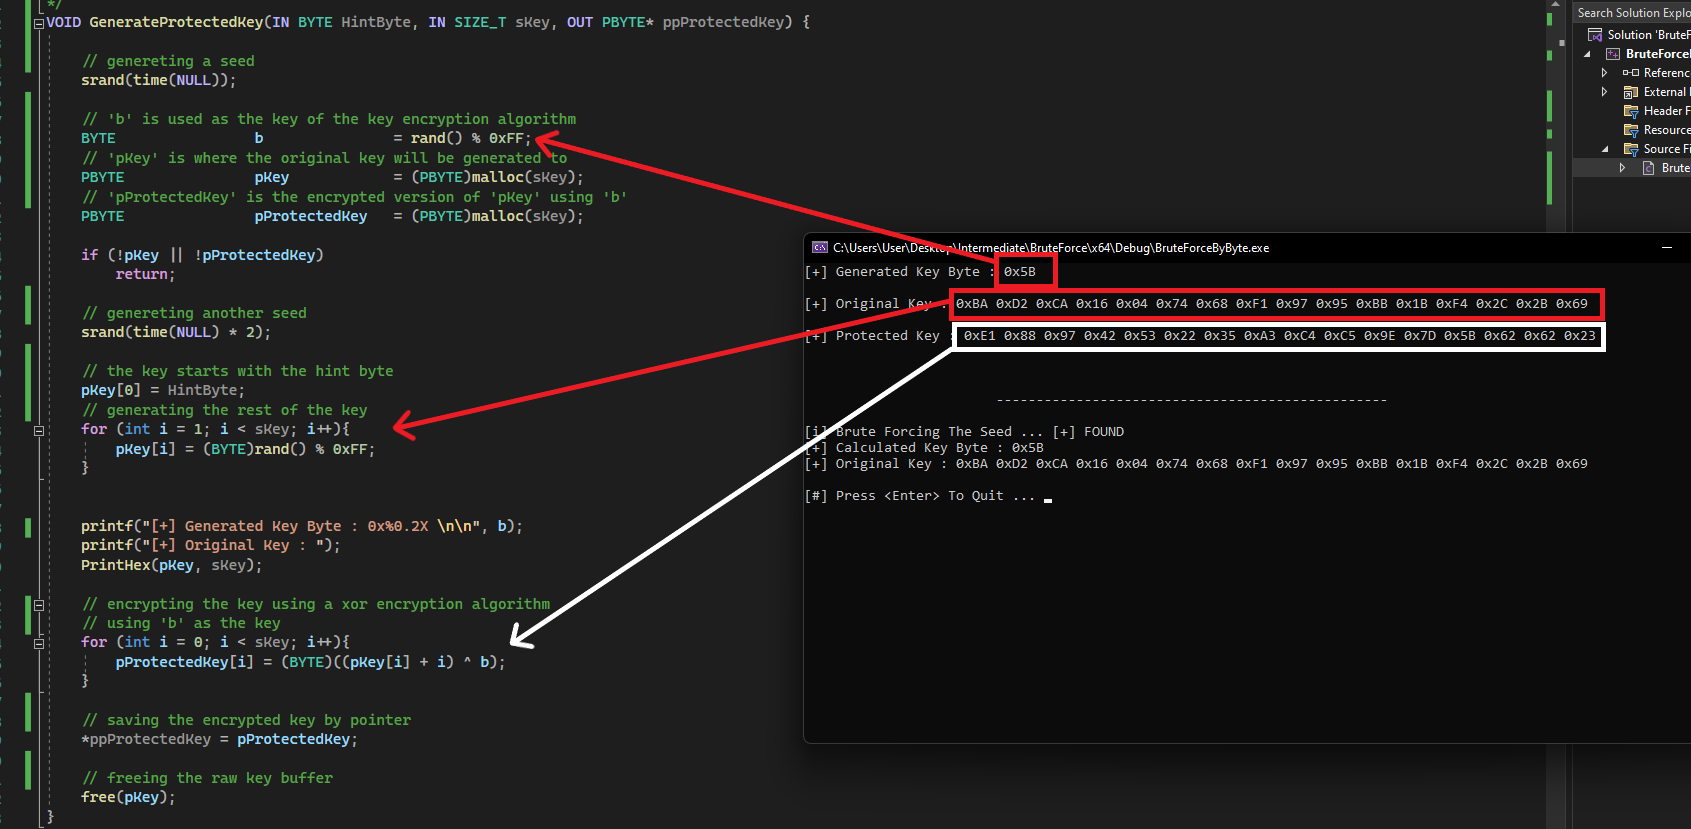 */
VOID GenerateProtectedKey(IN BYTE HintByte, IN SIZE_T sKey, OUT PBYTE* ppProtectedKey) {
// genereting a seed
srand(time(NULL));
// 'b' is used as the key of the key encryption algorithm
BYTE b = rand() % 0xFF;
// 'pKey' is where the original key will be generated to
PBYTE pKey = (PBYTE)malloc(sKey);
// 'pProtectedKey' is the encrypted version of 'pKey' using 'b'
PBYTE pProtectedKey = (PBYTE)malloc(sKey);
if (!pKey || !pProtectedKey)
return;
// genereting another seed
srand(time(NULL) * 2);
// the key starts with the hint byte
pKey[0] = HintByte;
// generating the rest of the key
for (int i = 1; i < sKey; i++){
pKey[i] = (BYTE)rand() % 0xFF;
}
printf("[+] Generated Key Byte : 0x%0.2X \n\n", b);
printf("[+] Original Key : ");
PrintHex(pKey, sKey);
// encrypting the key using a xor encryption algorithm
// using 'b' as the key
for (int i = 0; i < sKey; i++){
pProtectedKey[i] = (BYTE)((pKey[i] + i) ^ b);
}
// saving the encrypted key by pointer
*ppProtectedKey = pProtectedKey;
// freeing the raw key buffer
free(pKey);
}
C:\Users\User\Desktop\Intermediate\BruteForce\x64\Debug\BruteForceByByte.exe
[+] Generated Key Byte : 0x5B
[+] Original Key : 0xBA 0xD2 0xCA 0x16 0x04 0x74 0x68 0xF1 0x97 0x95 0xBB 0x1B 0xF4 0x2C 0x2B 0x69
[+] Protected Key : 0xE1 0x88 0x97 0x42 0x53 0x22 0x35 0xA3 0xC4 0xC5 0x9E 0x7D 0x5B 0x62 0x62 0x23
-------------------------------------------------
[i] Brute Forcing The Seed ... [+] FOUND
[+] Calculated Key Byte : 0x5B
[+] Original Key : 0xBA 0xD2 0xCA 0x16 0x04 0x74 0x68 0xF1 0x97 0x95 0xBB 0x1B 0xF4 0x2C 0x2B 0x69
[#] Press <Enter> To Quit ...
Search Solution Explo
Solution 'BruteF
BruteForceB
Referenc
External
Header F
Resource
Source Fi
Brute